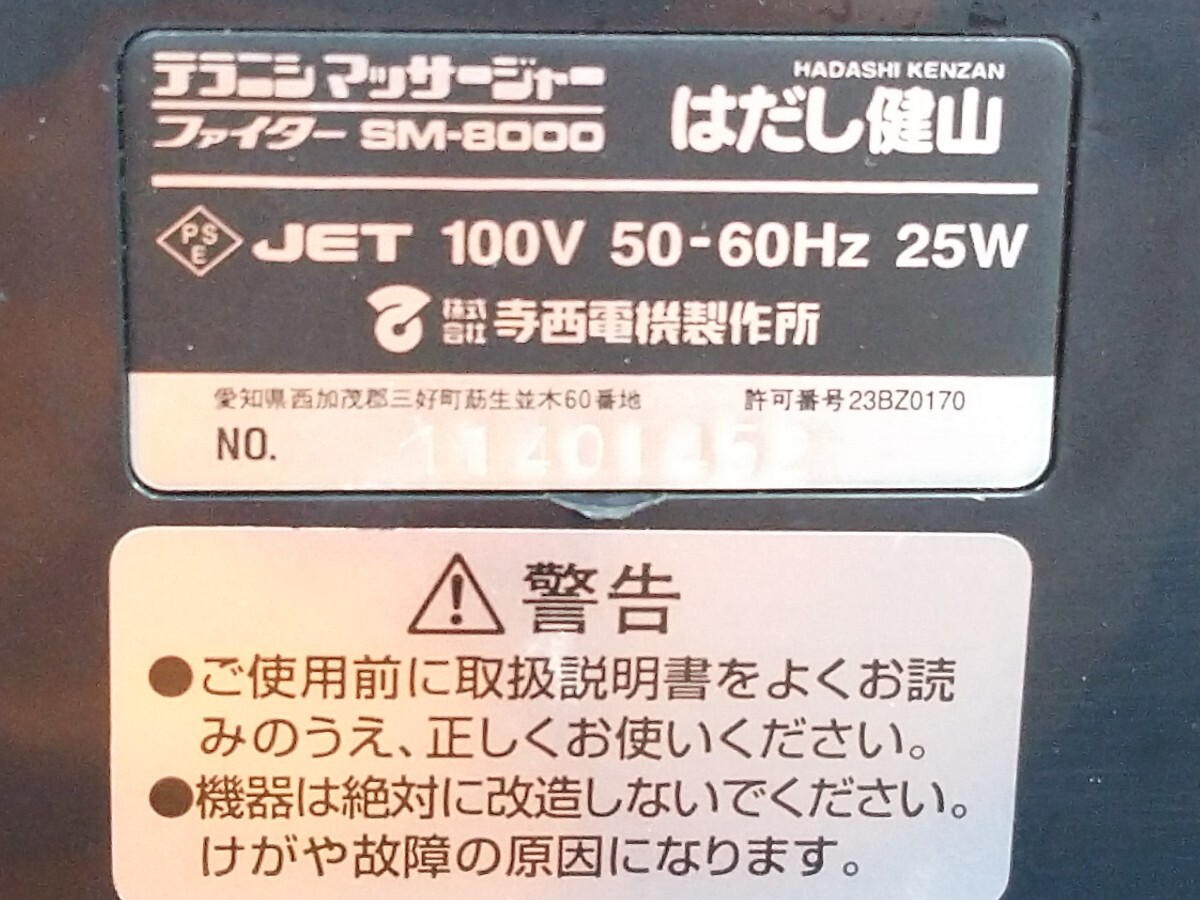 テラニシ マッサージャー
ファイター SM-8000
HADASHI KENZAN
はだし健山
PSE JET 100V 50-60Hz 25W
株式会社 寺西電機製作所
愛知県西加茂郡三好町莇生並木60番地 許可番号23BZ0170
NO. 11401452
警告
●ご使用前に取扱説明書をよくお読
みのうえ、正しくお使いください。
●機器は絶対に改造しないでください。
けがや故障の原因になります。